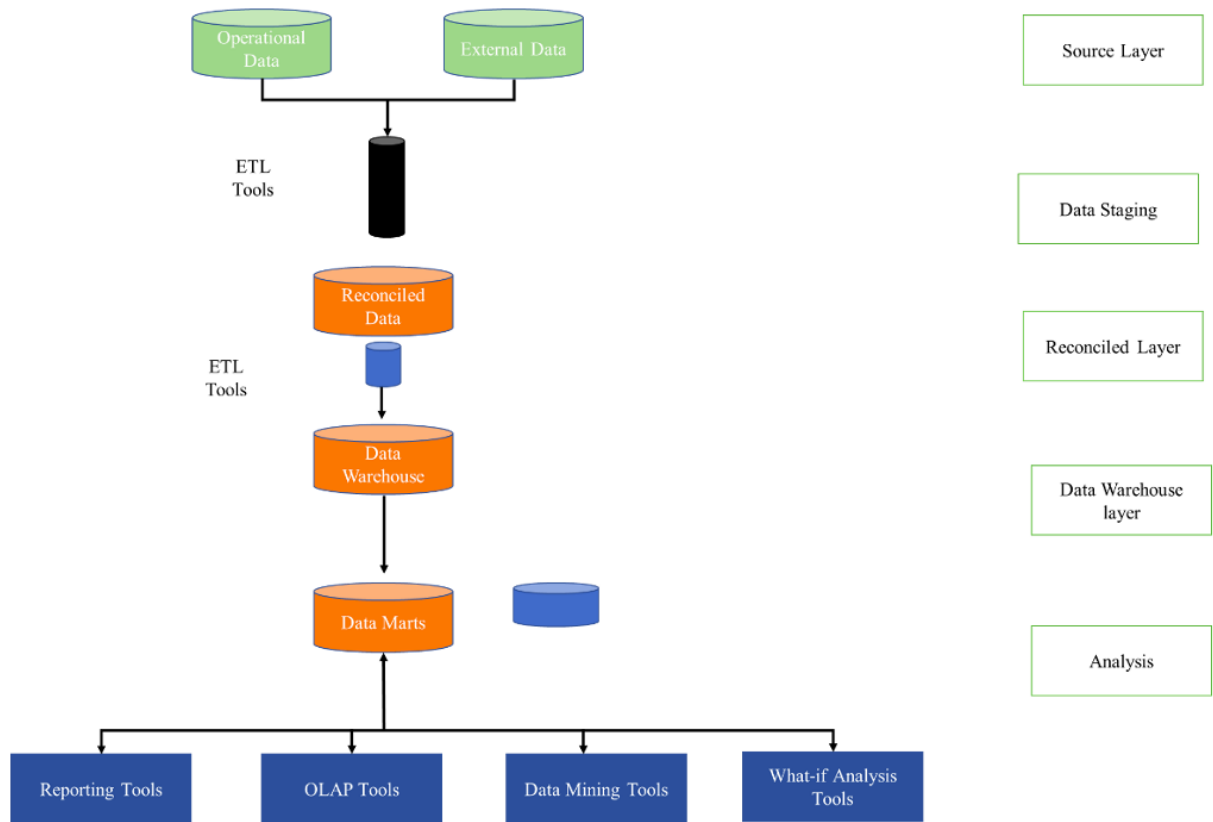 Operational
Data
External Data
Source Layer
ETL
Tools
Data Staging
Reconciled
Data
Reconciled Layer
ETL
Tools
Data
Warehouse
Data Warehouse
layer
Data Marts
Analysis
Reporting Tools
OLAP Tools
Data Mining Tools
What-if Analysis
Tools